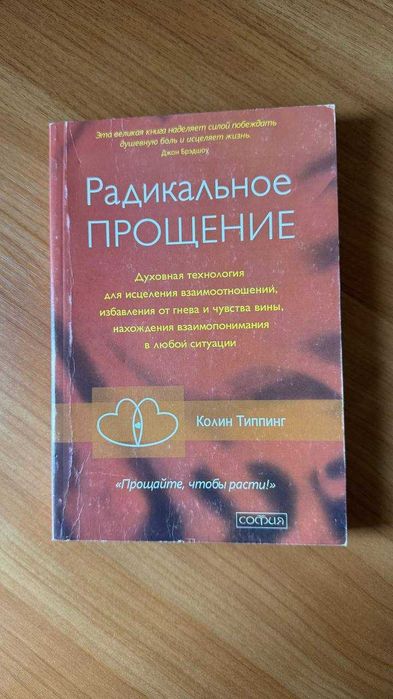 Эта великая книга наделяет силой побеждать
душевную боль и исцеляет жизнь.
Джон Брэдшоу
Радикальное
ПРОЩЕНИЕ
Духовная технология
для исцеления взаимоотношений,
избавления от гнева и чувства вины,
нахождения взаимопонимания
в любой ситуации
Колин Типпинг
«Прощайте, чтобы расти!»
СОФИЯ